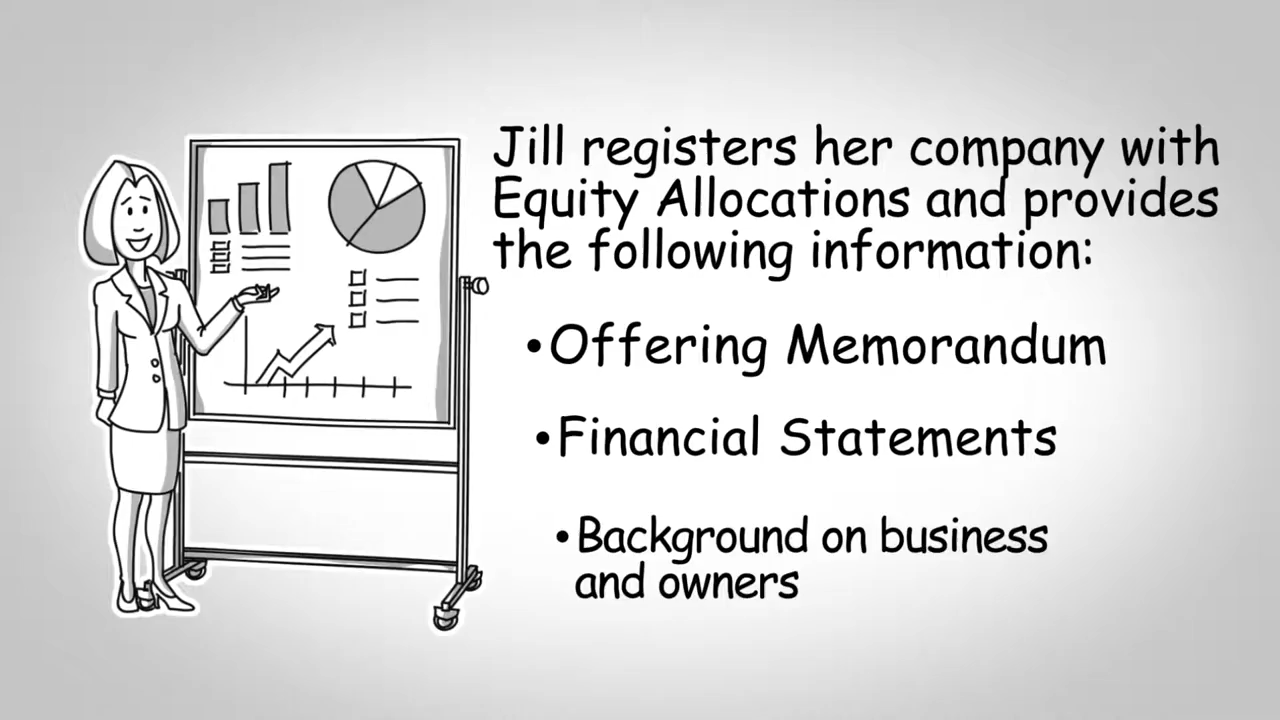 Jill registers her company with
Equity Allocations and provides
the following information:
•Offering Memorandum
•Financial Statements
•Background on business
and owners